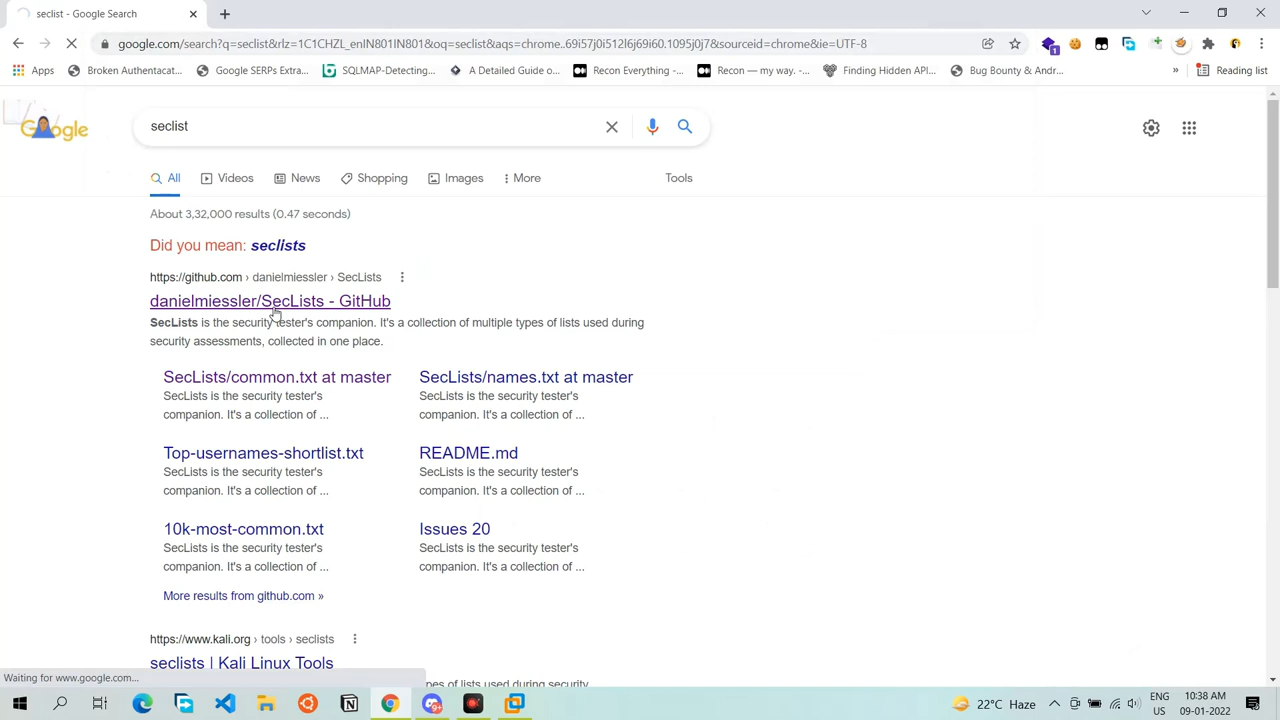 seclist - Google Search
google.com/search?q=seclist&rlz=1C1CHZL_enIN801IN801&oq=seclist&aqs=chrome..69i57j0i512l6j69i60.1095j0j7&sourceid=chrome&ie=UTF-8
Apps
Broken Authentacat...
Google SERPs Extra...
SQLMAP-Detecting...
A Detailed Guide o...
Recon Everything -...
Recon — my way. -...
Finding Hidden API...
Bug Bounty & Andr...
»
Reading list
seclist
All
Videos
News
Shopping
Images
More
Tools
About 3,32,000 results (0.47 seconds)
Did you mean: seclists
https://github.com › danielmiessler › SecLists
danielmiessler/SecLists - GitHub
SecLists is the security tester's companion. It's a collection of multiple types of lists used during
security assessments, collected in one place.
SecLists/common.txt at master
SecLists is the security tester's
companion. It's a collection of ...
SecLists/names.txt at master
SecLists is the security tester's
companion. It's a collection of ...
Top-usernames-shortlist.txt
SecLists is the security tester's
companion. It's a collection of ...
README.md
SecLists is the security tester's
companion. It's a collection of ...
10k-most-common.txt
SecLists is the security tester's
companion. It's a collection of ...
Issues 20
SecLists is the security tester's
companion. It's a collection of ...
More results from github.com »
https://www.kali.org › tools › seclists
seclists | Kali Linux Tools
Waiting for www.google.com...
pes of lists used during security
22°C Haze
ENG
US
10:38 AM
09-01-2022